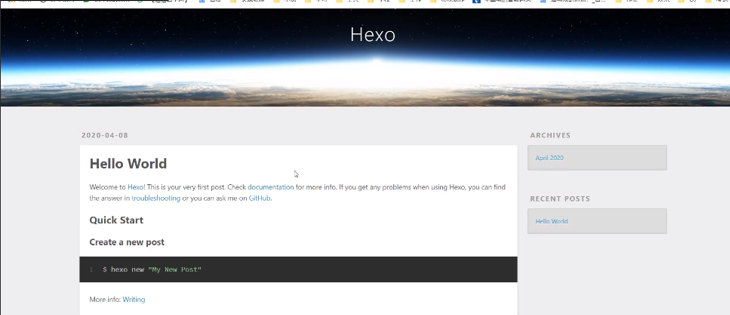 Hexo
2020-04-08
Hello World
Welcome to Hexo! This is your very first post. Check documentation for more info. If you get any problems when using Hexo, you can find
the answer in troubleshooting or you can ask me on GitHub.
Quick Start
Create a new post
1 $ hexo new "My New Post"
More info: Writing
ARCHIVES
April 2020
RECENT POSTS
Hello World